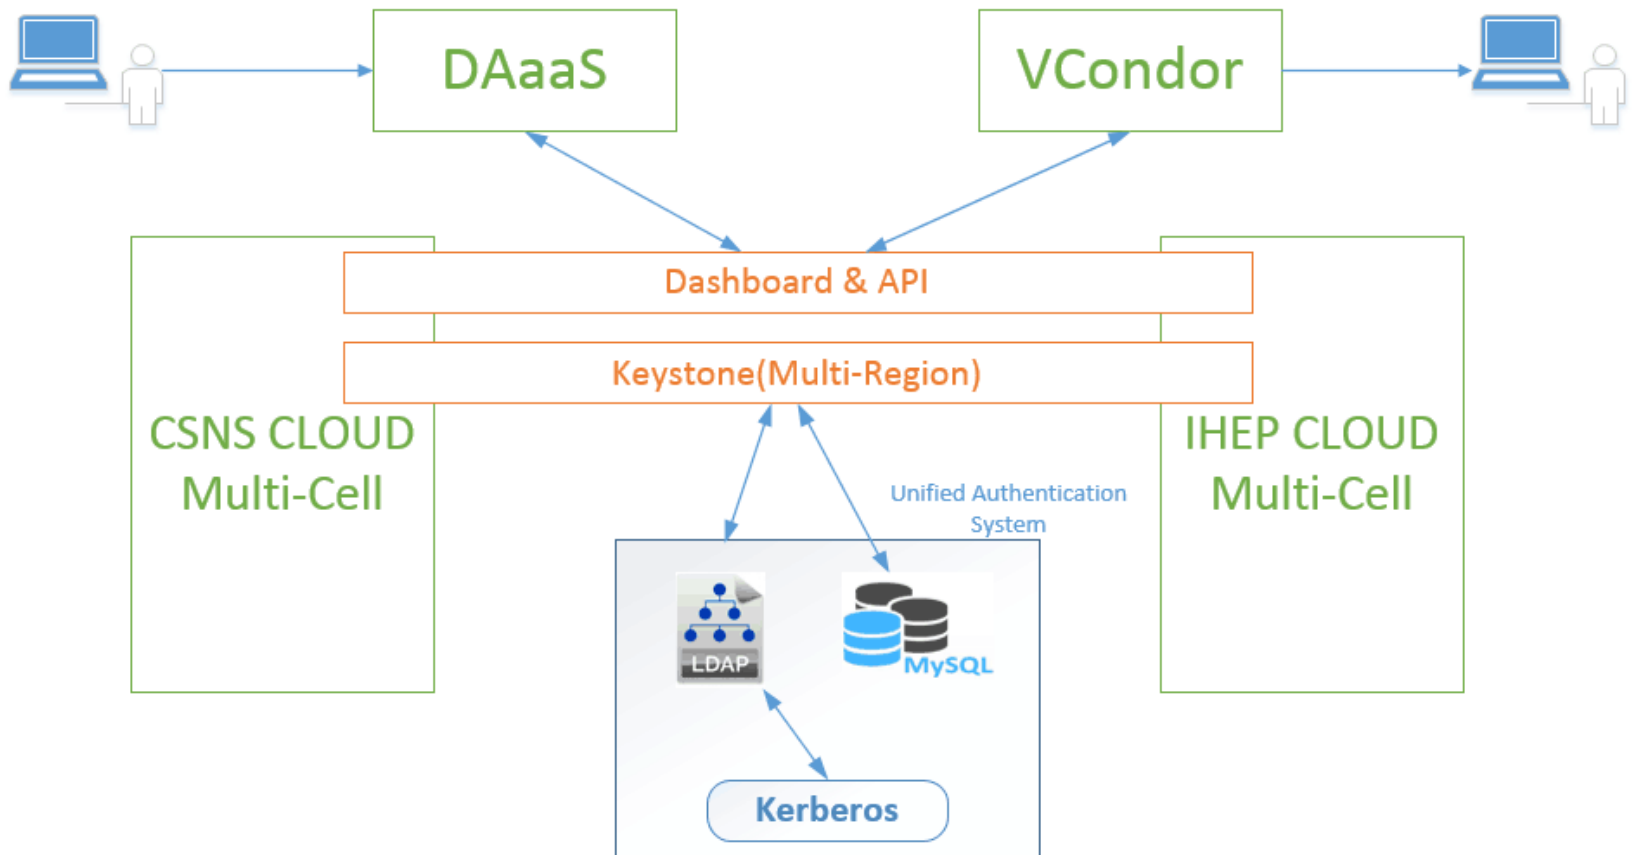 DAaaS
VCondor
Dashboard & API
Keystone(Multi-Region)
CSNS CLOUD
Multi-Cell
IHEP CLOUD
Multi-Cell
Unified Authentication
System
LDAP
MySQL
Kerberos